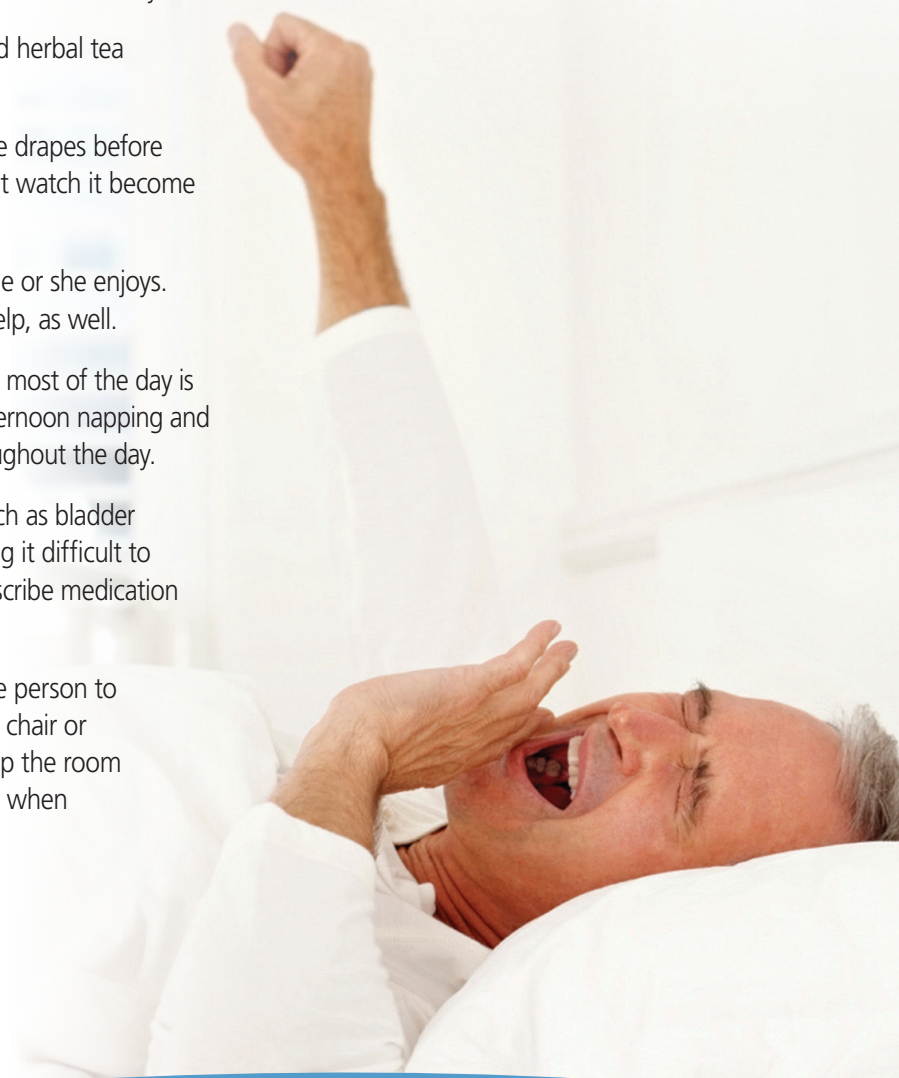 d herbal tea
e drapes before
t watch it become
e or she enjoys.
elp, as well.
most of the day is
ernoon napping and
ughout the day.
ch as bladder
g it difficult to
scribe medication
e person to
chair or
p the room
when